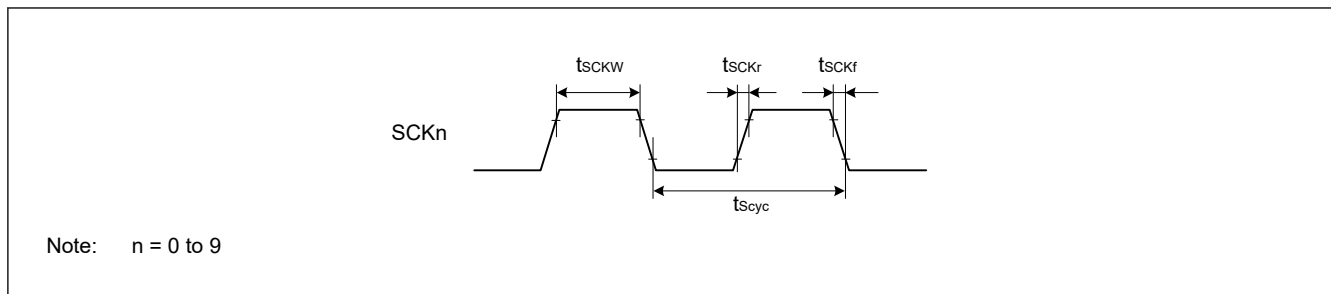 tSCKW
tSCKr
tSCKf
SCKn
tScyc
Note: n = 0 to 9